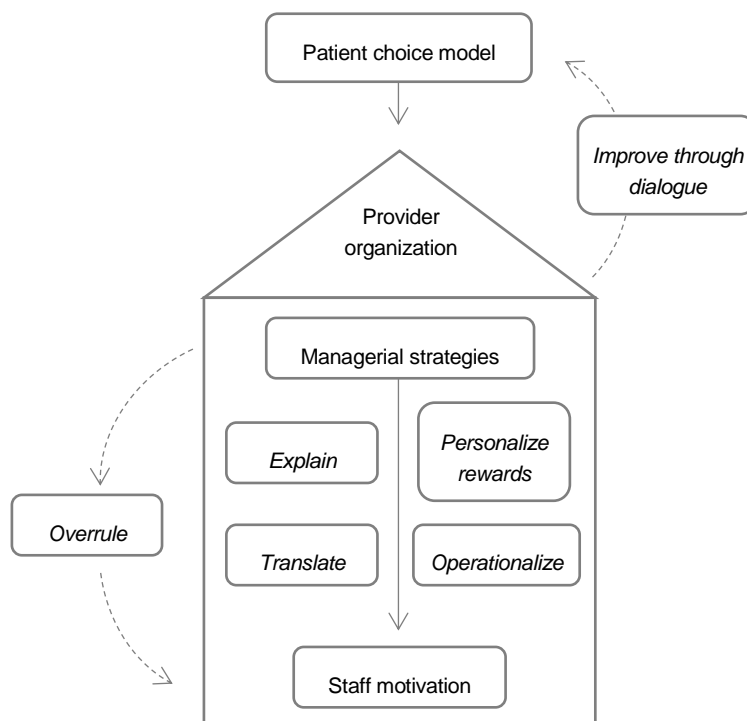 Patient choice model
Improve through
dialogue
Provider
organization
Managerial strategies
Explain
Personalize
rewards
Overrule
Translate
Operationalize
Staff motivation